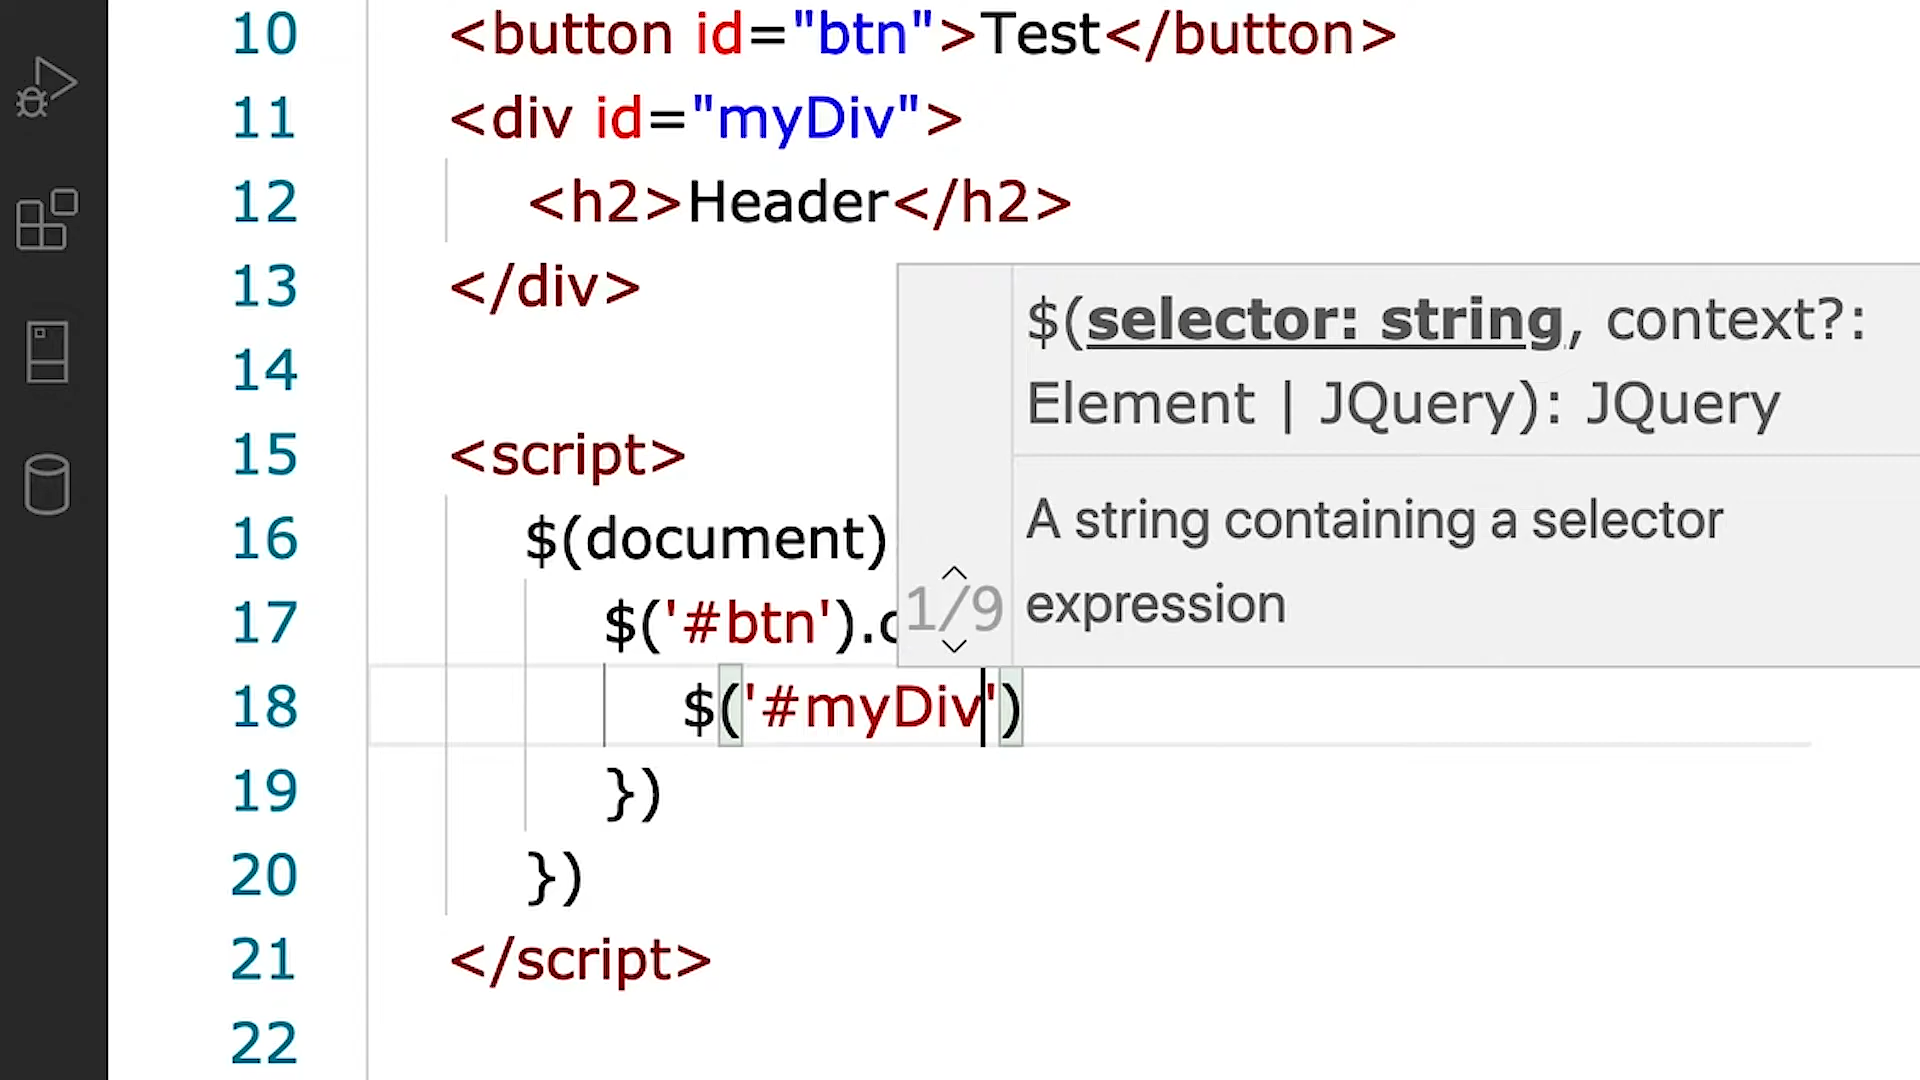 10 <button id="btn">Test</button>
11 <div id="myDiv">
12 <h2>Header</h2>
13 </div>
14
15 <script>
16 $(document)
17 $('#btn').c
18 $('#myDiv')
19 })
20 })
21 </script>
22
$(selector: string, context?:
Element | JQuery): JQuery
A string containing a selector
expression
1/9